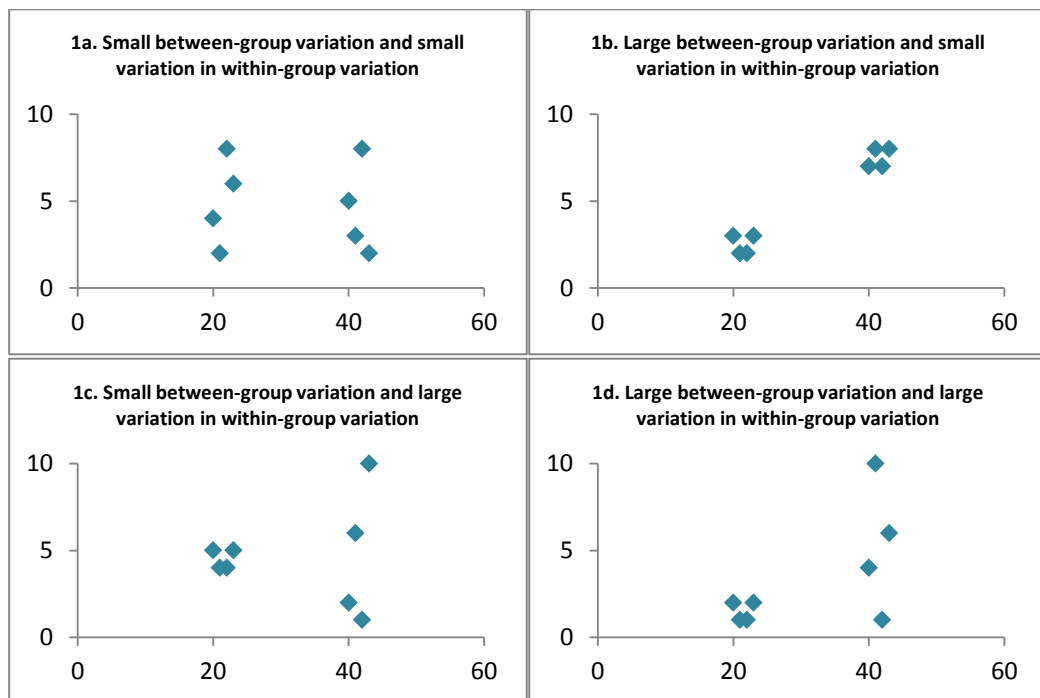 1a. Small between-group variation and small
variation in within-group variation
10
5
0
0 20 40 60
1b. Large between-group variation and small
variation in within-group variation
10
5
0
0 20 40 60
1c. Small between-group variation and large
variation in within-group variation
10
5
0
0 20 40 60
1d. Large between-group variation and large
variation in within-group variation
10
5
0
0 20 40 60